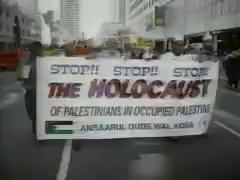 STOP!! STOP!! STOP!!
THE HOLOCAUST
OF PALESTINIANS IN OCCUPIED PALESTINE
ANSAARUL QUDS WAL AQSA